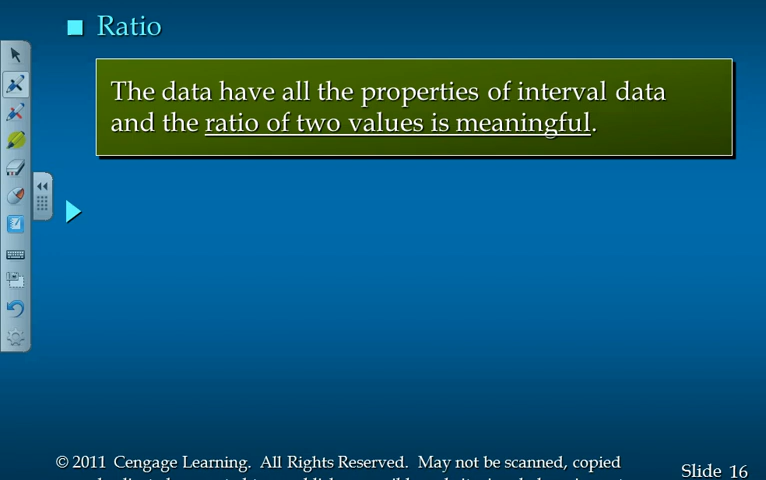 Ratio
The data have all the properties of interval data
and the ratio of two values is meaningful.
© 2011 Cengage Learning. All Rights Reserved. May not be scanned, copied
Slide 16